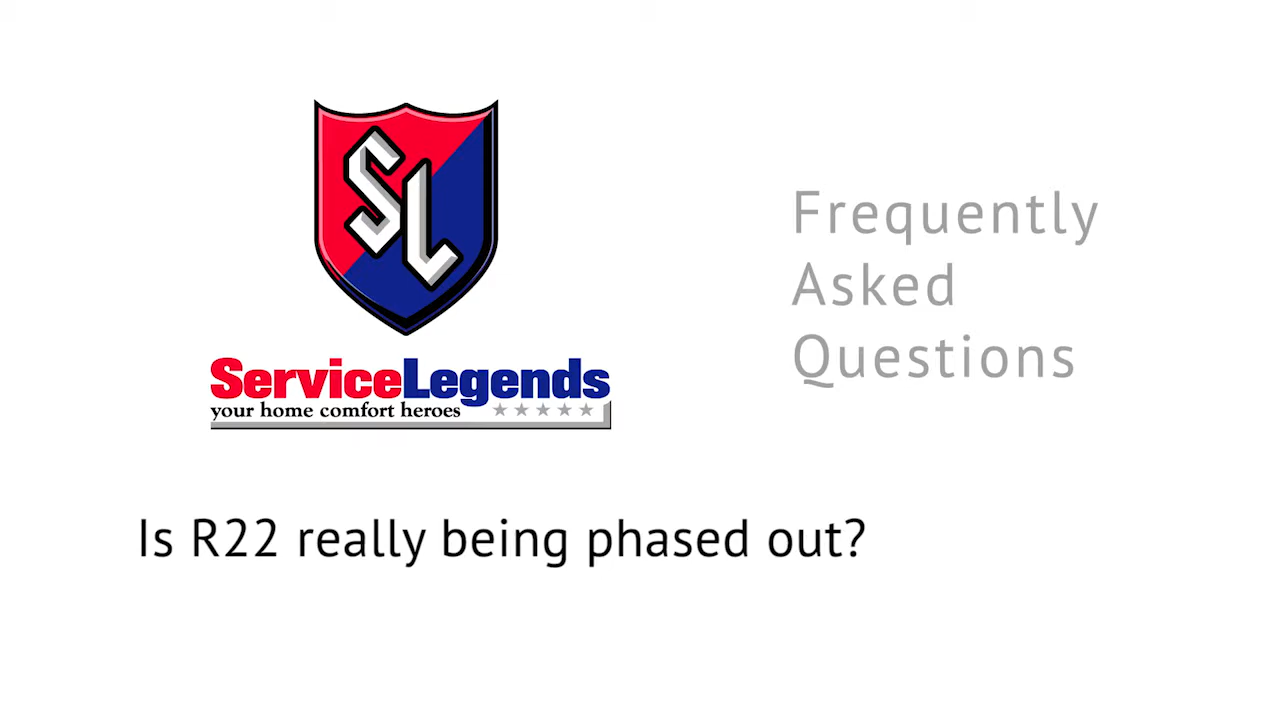 SL
ServiceLegends
your home comfort heroes
Frequently
Asked
Questions
Is R22 really being phased out?